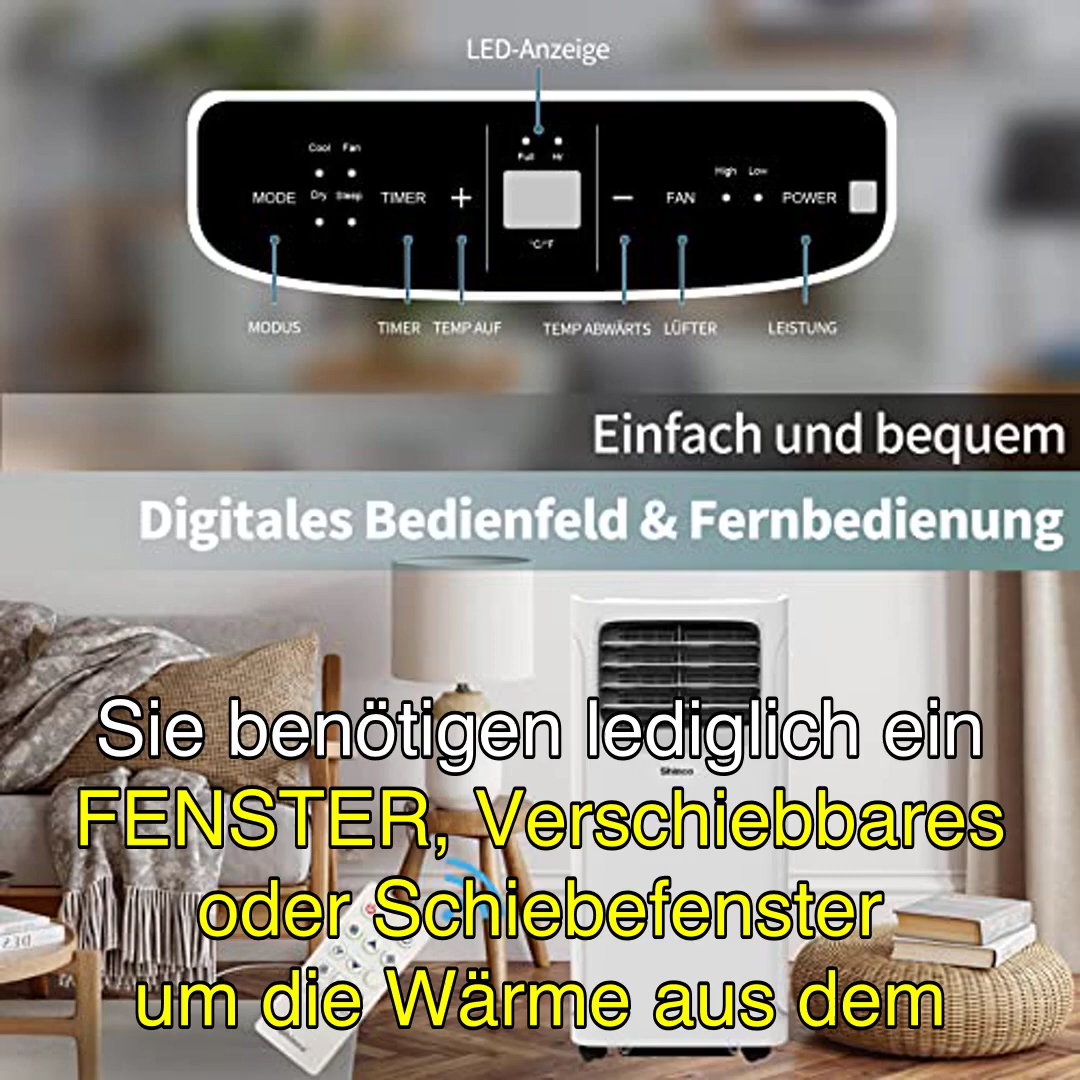 LED-Anzeige
Cool Fan
Full Hr
High Low
MODE Dry Sleep TIMER + − FAN POWER
°C/°F
MODUS TIMER TEMP AUF TEMP ABWÄRTS LÜFTER LEISTUNG
Einfach und bequem
Digitales Bedienfeld & Fernbedienung
Sie benötigen lediglich ein
Shinco
FENSTER, Verschiebbares
oder Schiebefenster
um die Wärme aus dem